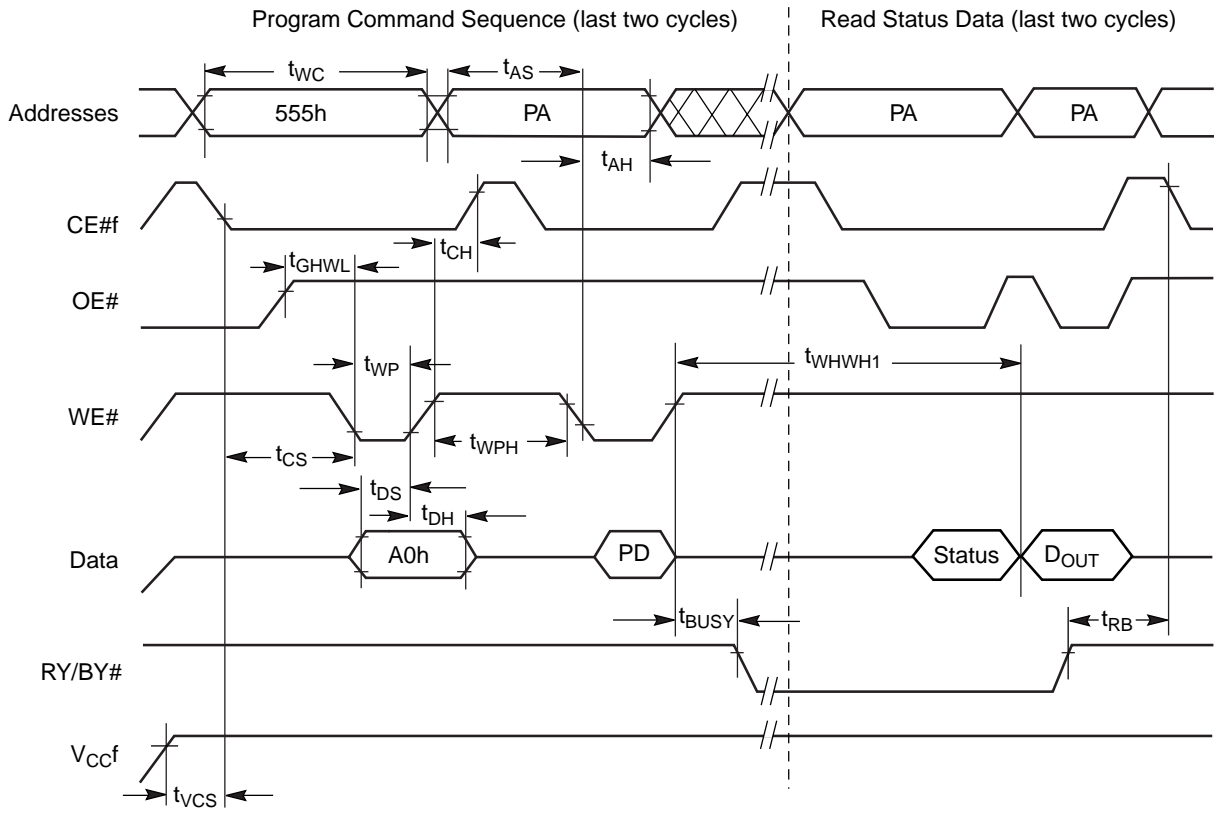 Program Command Sequence (last two cycles) Read Status Data (last two cycles)
tWC tAS
Addresses 555h PA PA PA
tAH
CE#f
tCH
tGHWL
OE#
tWP tWHWH1
WE#
tWPH
tCS
tDS
tDH
Data A0h PD Status DOUT
tBUSY tRB
RY/BY#
VCCf
tVCS